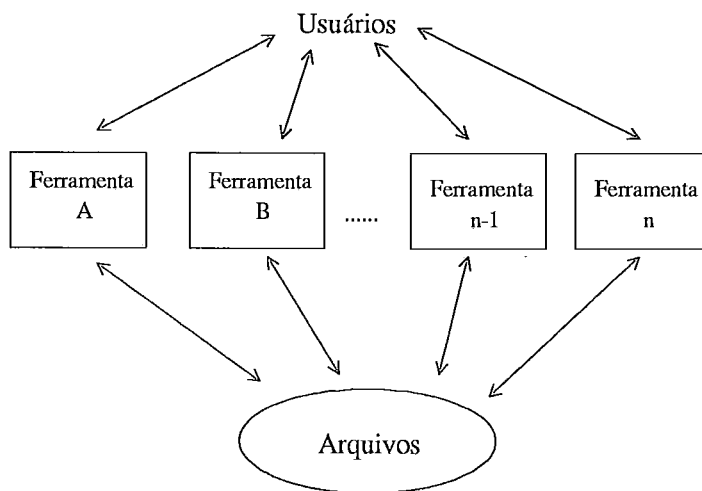 Usuários
Ferramenta
A
Ferramenta
B
......
Ferramenta
n-1
Ferramenta
n
Arquivos